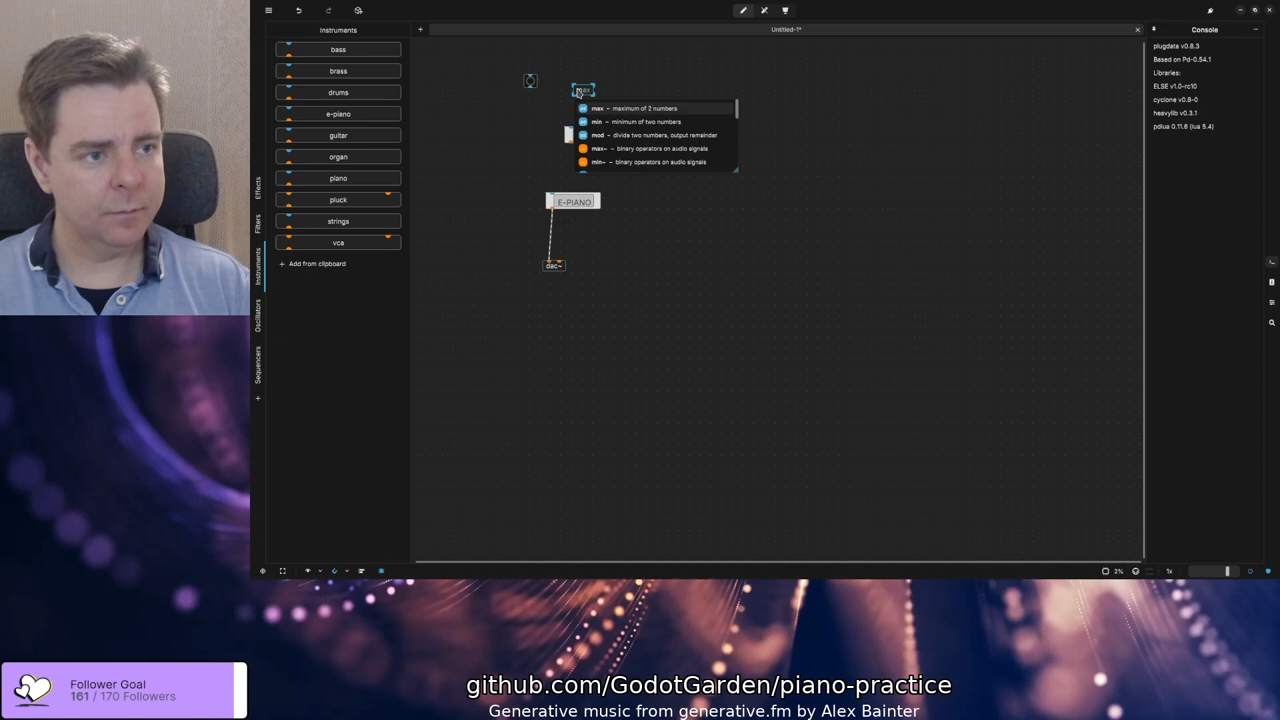 Untitled-1*
Instruments
bass
brass
drums
e-piano
guitar
organ
piano
pluck
strings
vca
Add from clipboard
Effects
Filters
Instruments
Oscillators
Sequencers
max
max – maximum of 2 numbers
min – minimum of two numbers
mod – divide two numbers, output remainder
max~ – binary operators on audio signals
min~ – binary operators on audio signals
E-PIANO
dac~
Console
plugdata v0.8.3
Based on Pd-0.54.1
Libraries:
ELSE v1.0-rc10
cyclone v0.8-0
heavylib v0.3.1
pdlua 0.11.6 (lua 5.4)
2%
1x
Follower Goal
161 / 170 Followers
github.com/GodotGarden/piano-practice
Generative music from generative.fm by Alex Bainter